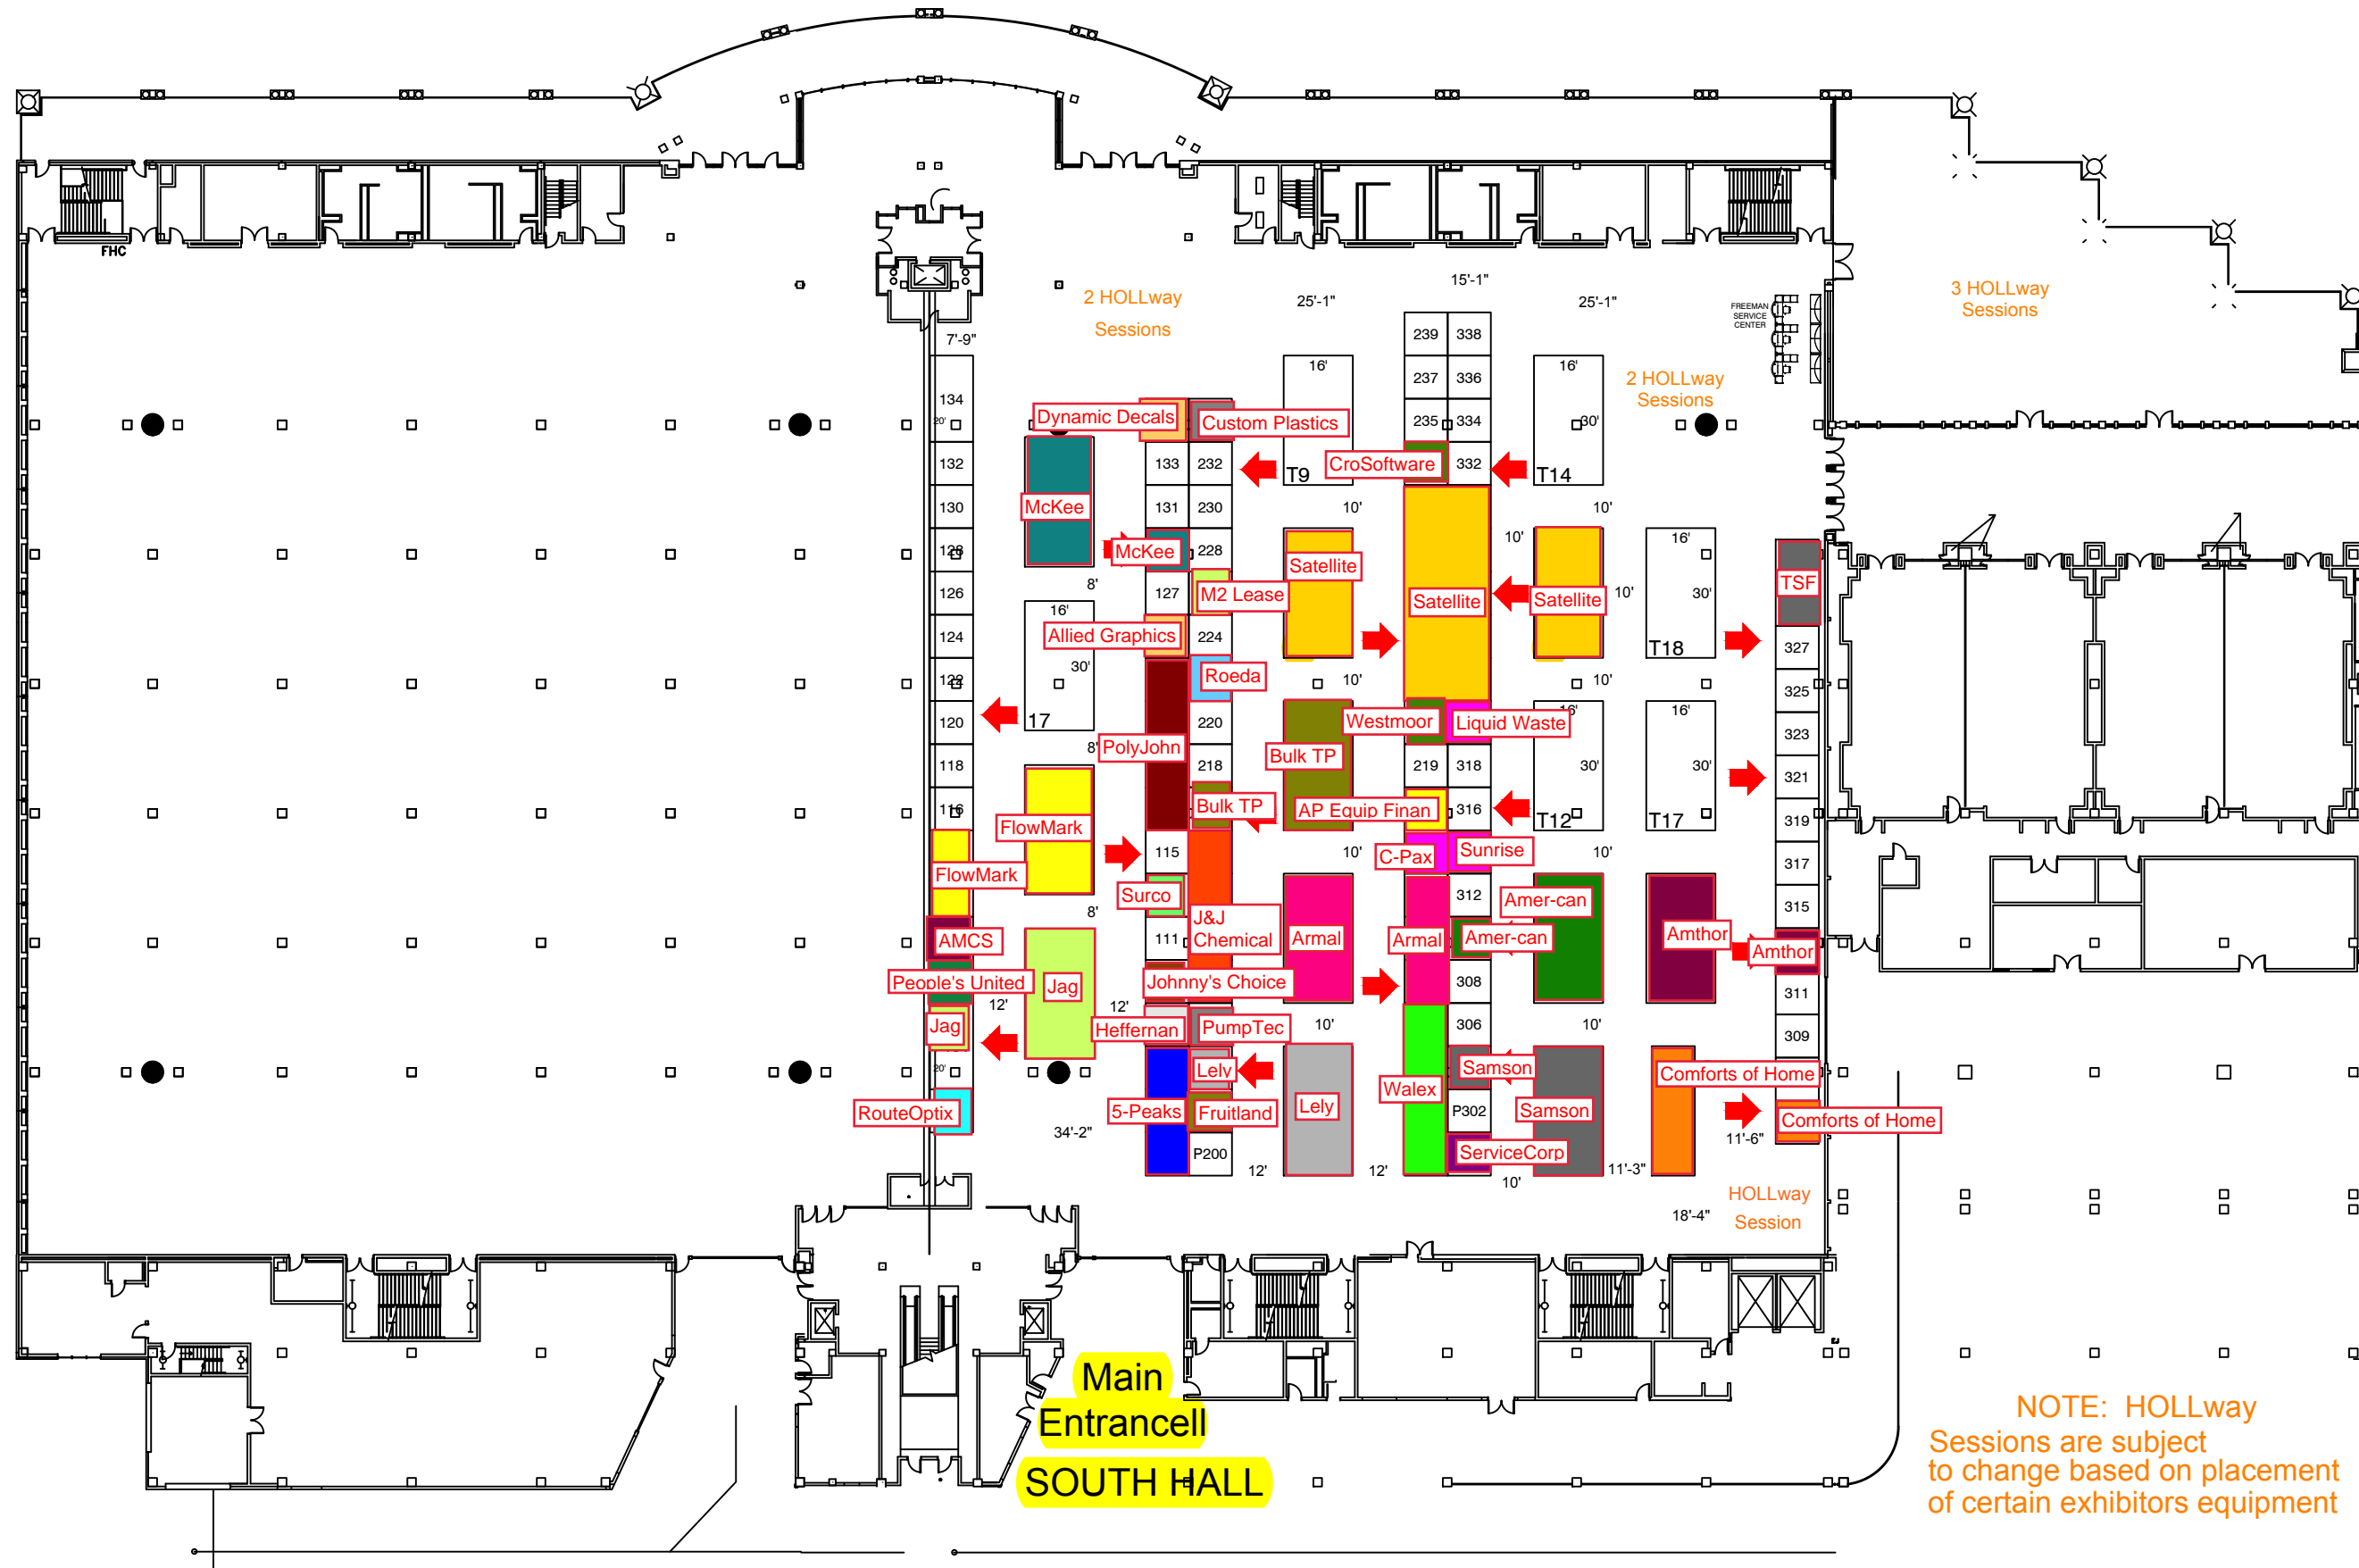 FHC
2 HOLLway
Sessions
25'-1"
15'-1"
25'-1"
FREEMAN
SERVICE
CENTER
3 HOLLway
Sessions
7'-9"
239 338
16'
237 336
16'
2 HOLLway
Sessions
134
20'
Dynamic Decals
Custom Plastics
235 334
30'
132
133 232
T9
CroSoftware
332
T14
130
McKee
131 230
10'
10'
128
McKee
228
Satellite
10'
16'
TSF
8'
126
127
M2 Lease
Satellite
Satellite
10'
30'
16'
124
Allied Graphics
224
T18
327
30'
122
Roeda
10'
10'
325
120
17
220
Westmoor
Liquid Waste
16'
16'
323
8'
PolyJohn
Bulk TP
118
218
219 318
30'
30'
321
116
Bulk TP
AP Equip Finan
316
T12
T17
319
FlowMark
115
10'
C-Pax
Sunrise
10'
317
FlowMark
Surco
312
Amer-can
315
8'
J&J
Chemical
AMCS
111
Armal
Armal
Amer-can
Amthor
Amthor
People's United
Jag
Johnny's Choice
308
311
12'
12'
Jag
Heffernan
PumpTec
10'
306
10'
309
20'
Lely
Samson
Comforts of Home
RouteOptix
5-Peaks
Fruitland
Lely
Walex
P302
Samson
Comforts of Home
34'-2"
11'-6"
P200
ServiceCorp
12'
12'
10'
11'-3"
HOLLway
Session
18'-4"
Main
Entrancell
SOUTH HALL
NOTE: HOLLway
Sessions are subject
to change based on placement
of certain exhibitors equipment